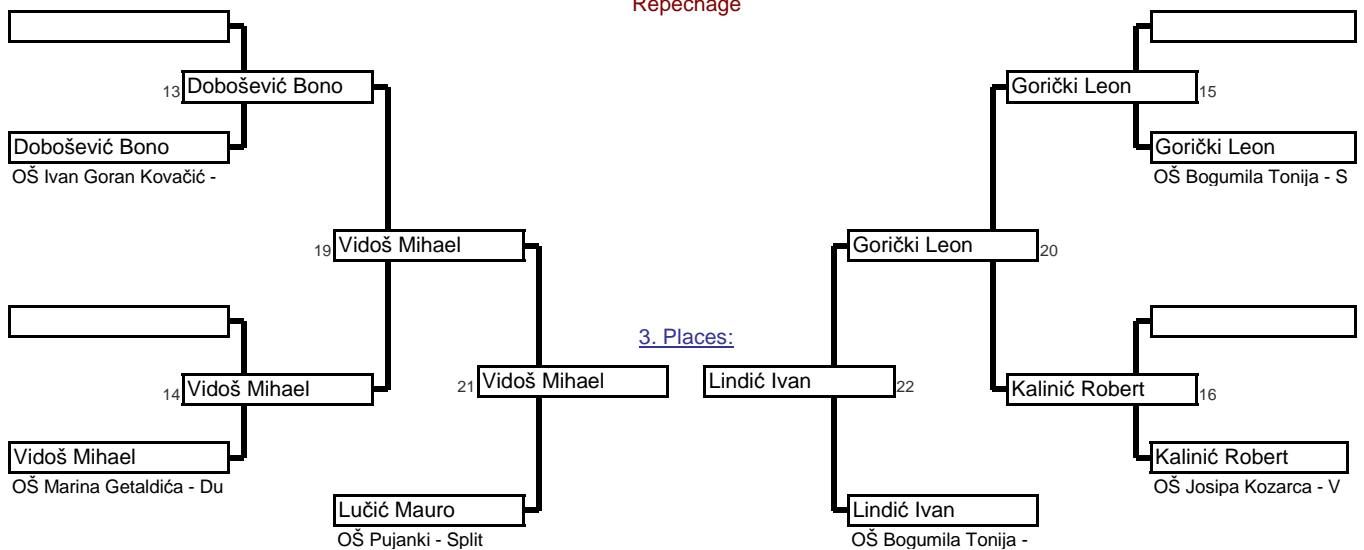 Repechage
13 Dobošević Bono
Gorički Leon 15
Dobošević Bono
OŠ Ivan Goran Kovačić -
Gorički Leon
OŠ Bogumila Tonija - S
19 Vidoš Mihael
Gorički Leon 20
3. Places:
14 Vidoš Mihael
21 Vidoš Mihael
Lindić Ivan 22
Kalinić Robert 16
Vidoš Mihael
OŠ Marina Getaldića - Du
Kalinić Robert
OŠ Josipa Kozarca - V
Lučić Mauro
OŠ Pujanki - Split
Lindić Ivan
OŠ Bogumila Tonija -